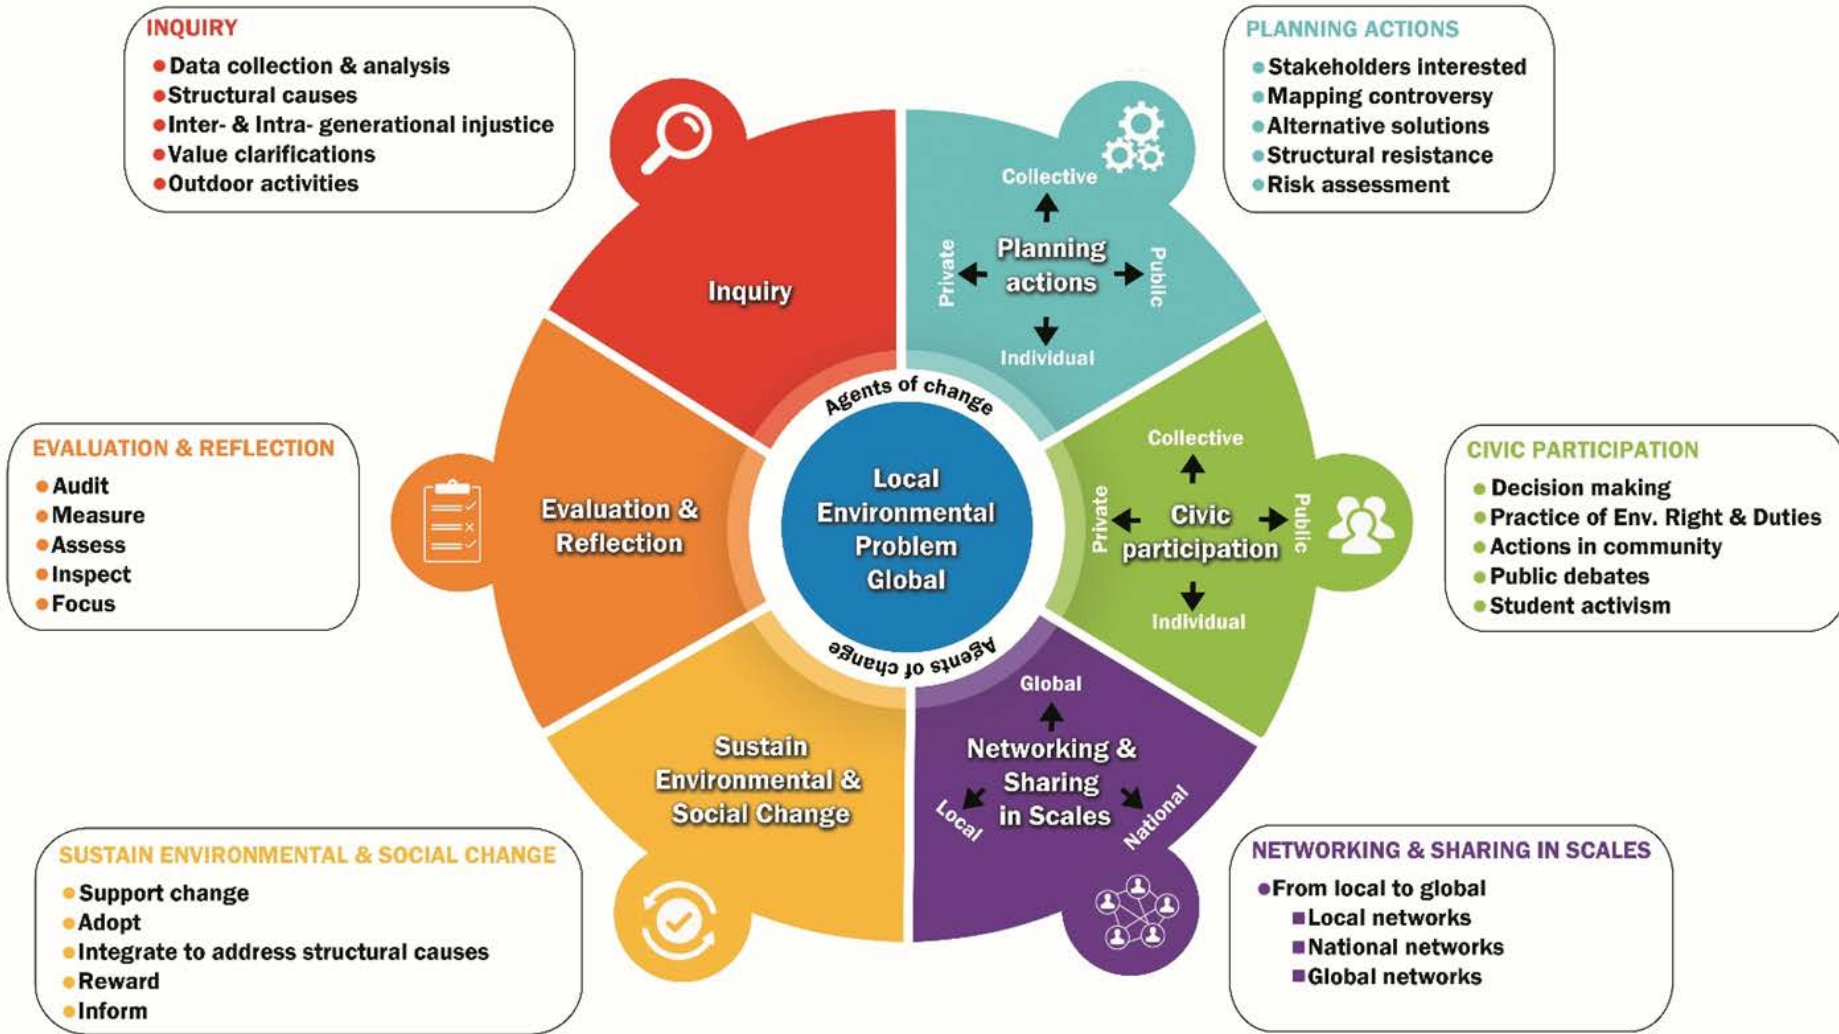 INQUIRY
Data collection & analysis
Structural causes
Inter- & Intra- generational injustice
Value clarifications
Outdoor activities
PLANNING ACTIONS
Stakeholders interested
Mapping controversy
Alternative solutions
Structural resistance
Risk assessment
Inquiry
Collective
Private
Planning
actions
Public
Individual
EVALUATION & REFLECTION
Audit
Measure
Assess
Inspect
Focus
Evaluation &
Reflection
Agents of change
Local
Environmental
Problem
Global
Agents of change
Collective
Private
Civic
participation
Public
Individual
CIVIC PARTICIPATION
Decision making
Practice of Env. Right & Duties
Actions in community
Public debates
Student activism
Sustain
Environmental &
Social Change
Global
Networking &
Sharing
in Scales
Local
National
SUSTAIN ENVIRONMENTAL & SOCIAL CHANGE
Support change
Adopt
Integrate to address structural causes
Reward
Inform
NETWORKING & SHARING IN SCALES
From local to global
Local networks
National networks
Global networks